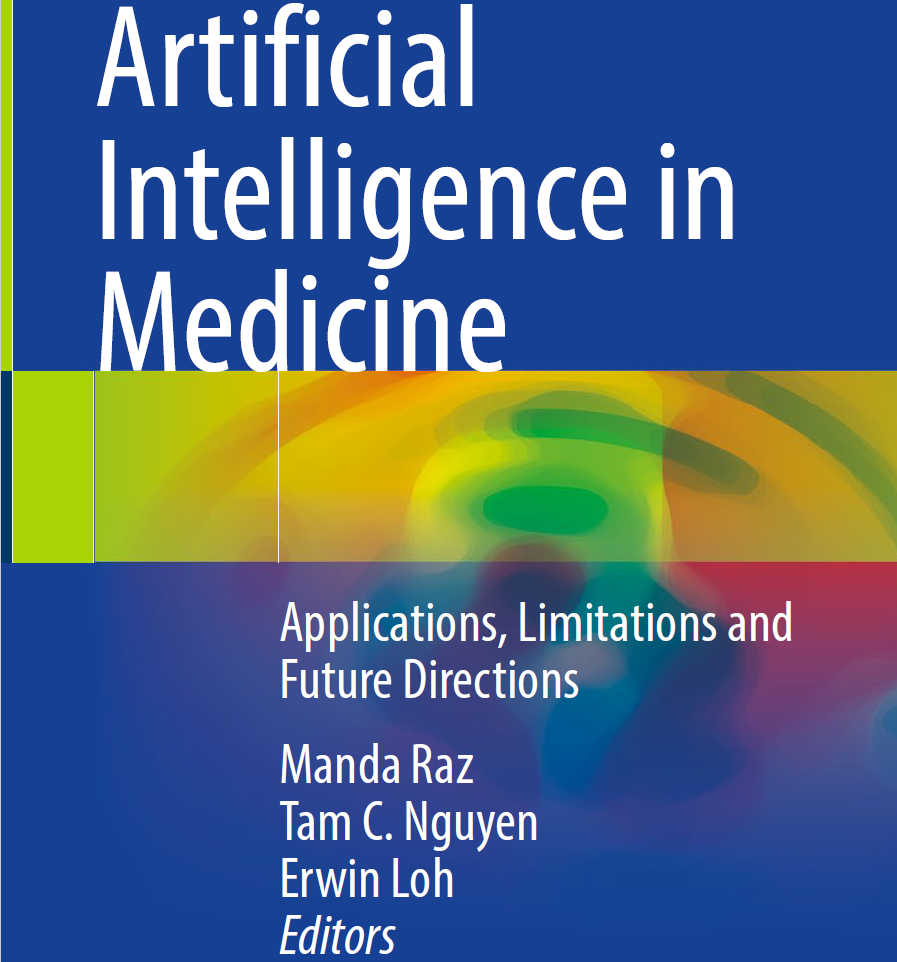 Artificial
Intelligence in
Medicine
Applications, Limitations and
Future Directions
Manda Raz
Tam C. Nguyen
Erwin Loh
Editors